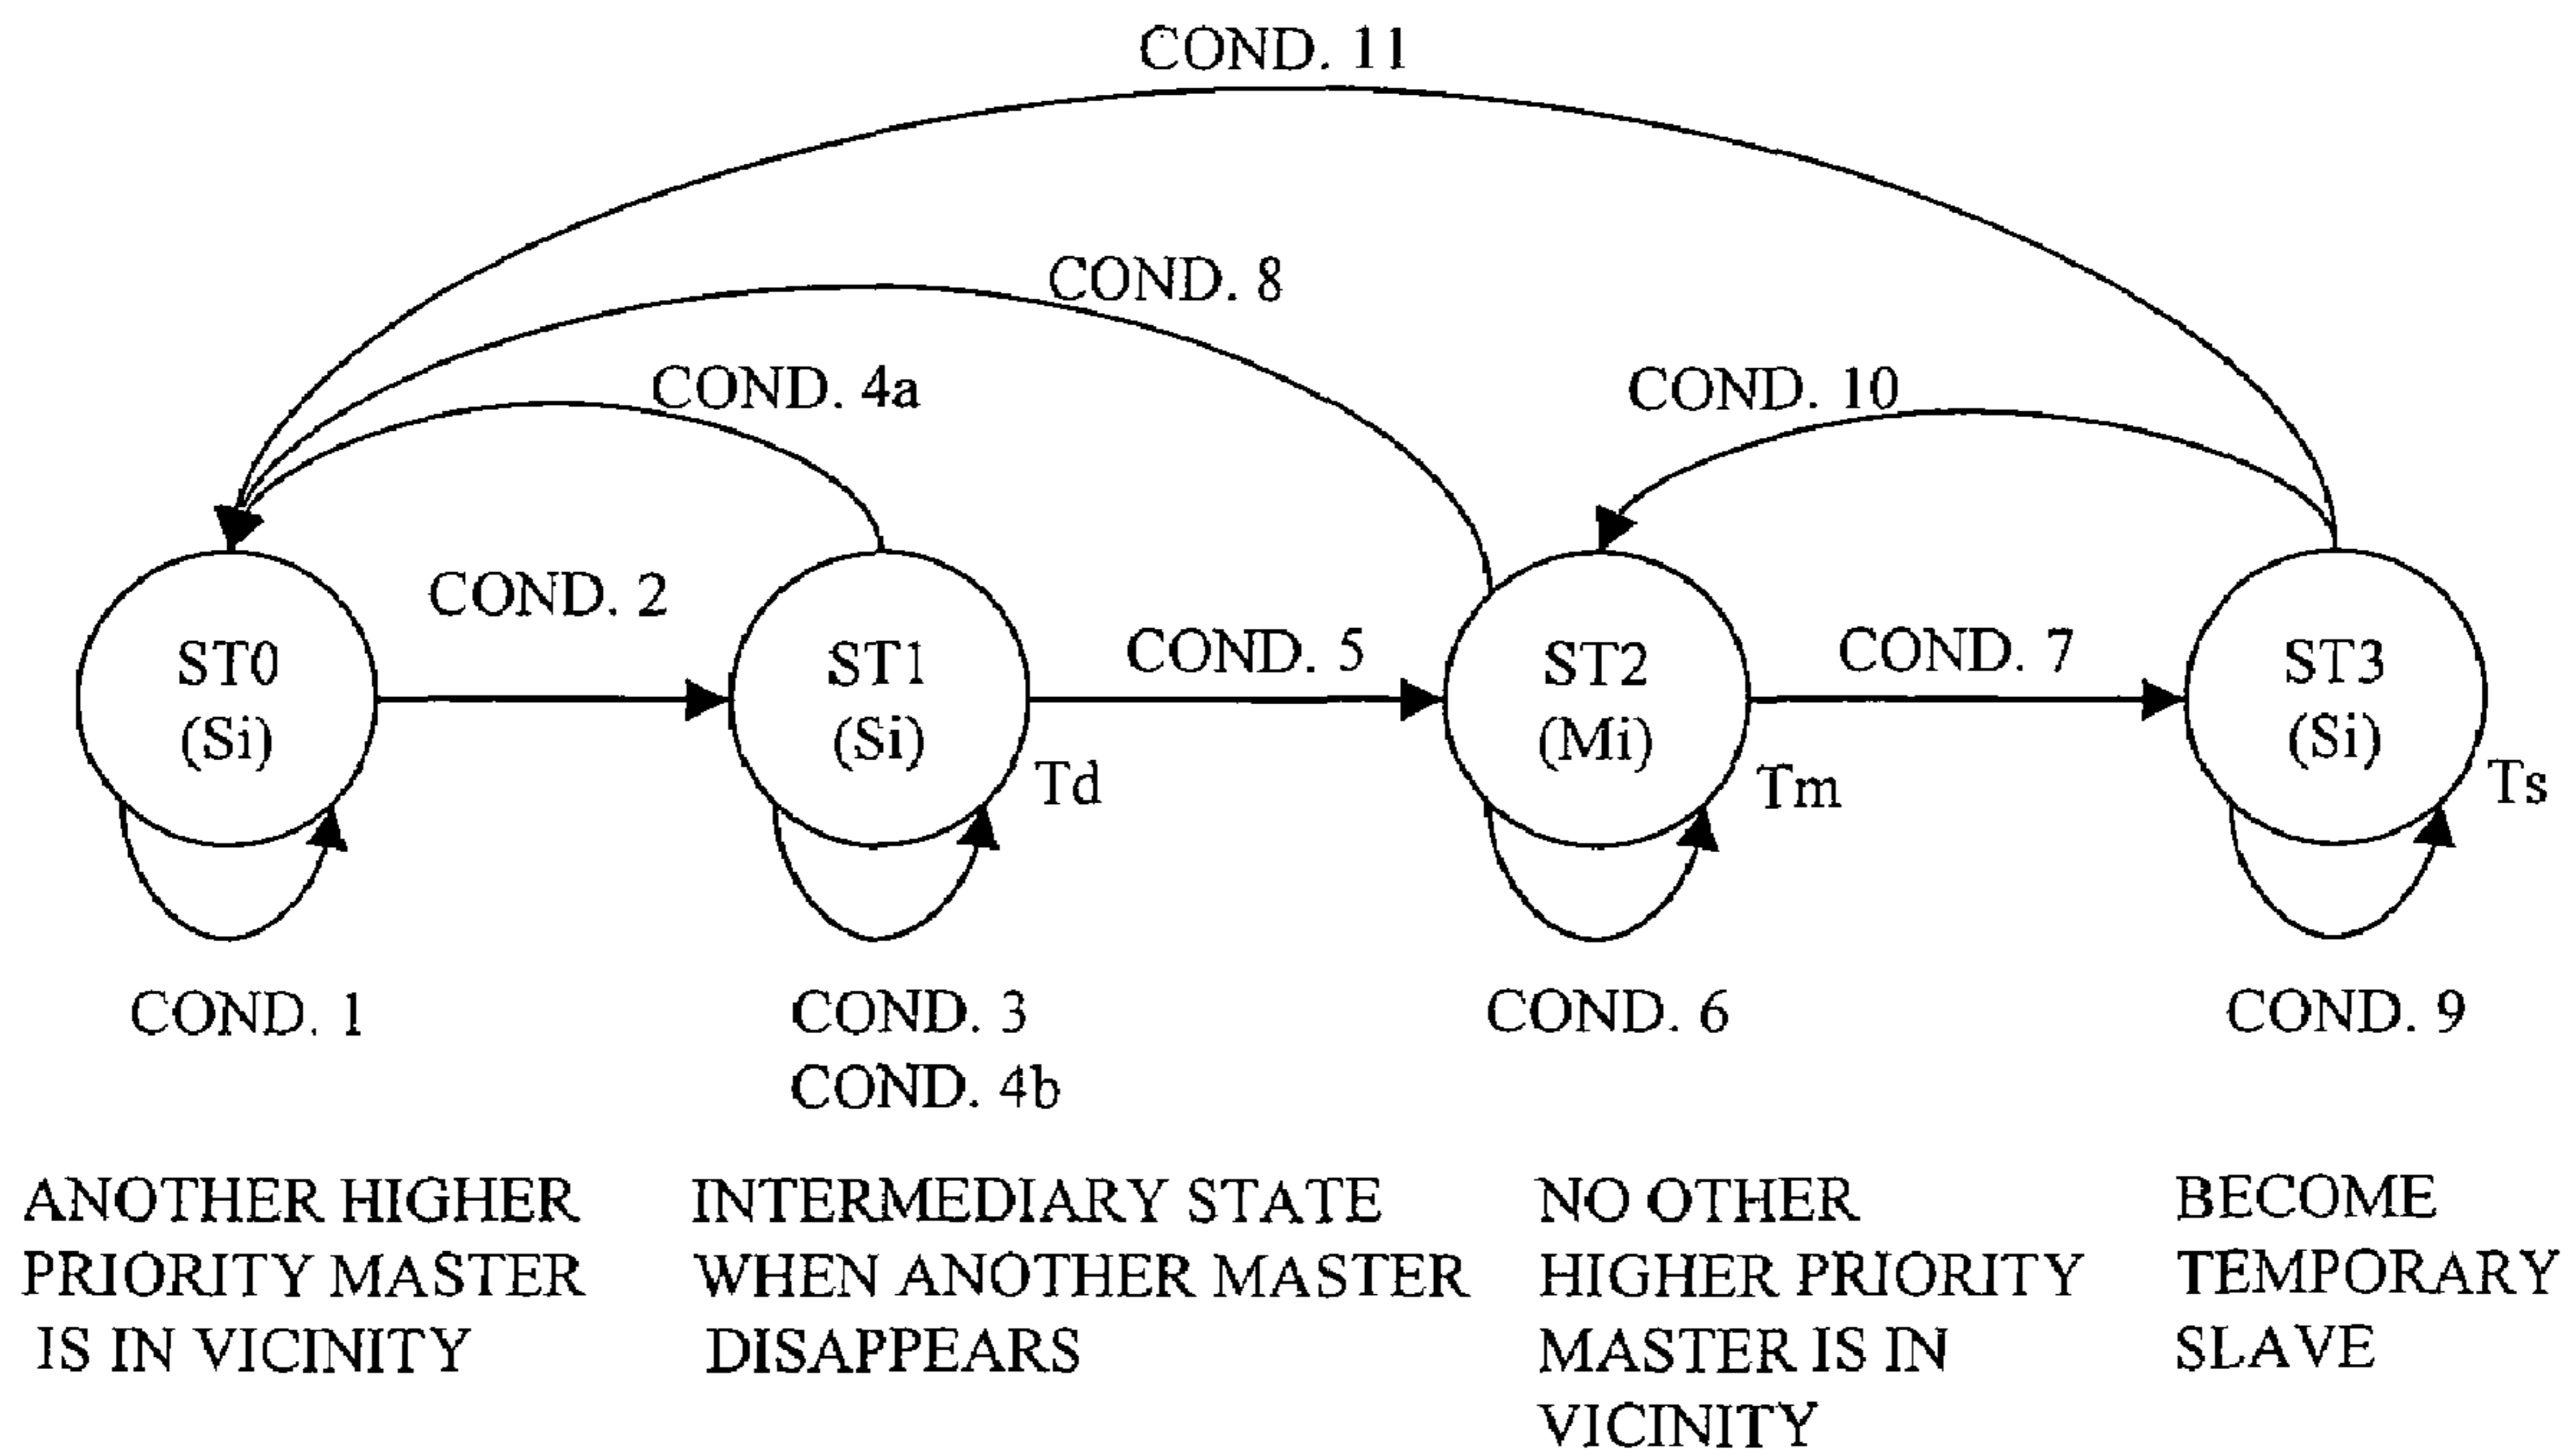 COND. 11
COND. 8
COND. 4a
COND. 10
COND. 2
COND. 5
COND. 7
ST0
(Si)
ST1
(Si)
Td
ST2
(Mi)
Tm
ST3
(Si)
Ts
COND. 1
COND. 3
COND. 4b
COND. 6
COND. 9
ANOTHER HIGHER
PRIORITY MASTER
IS IN VICINITY
INTERMEDIARY STATE
WHEN ANOTHER MASTER
DISAPPEARS
NO OTHER
HIGHER PRIORITY
MASTER IS IN
VICINITY
BECOME
TEMPORARY
SLAVE